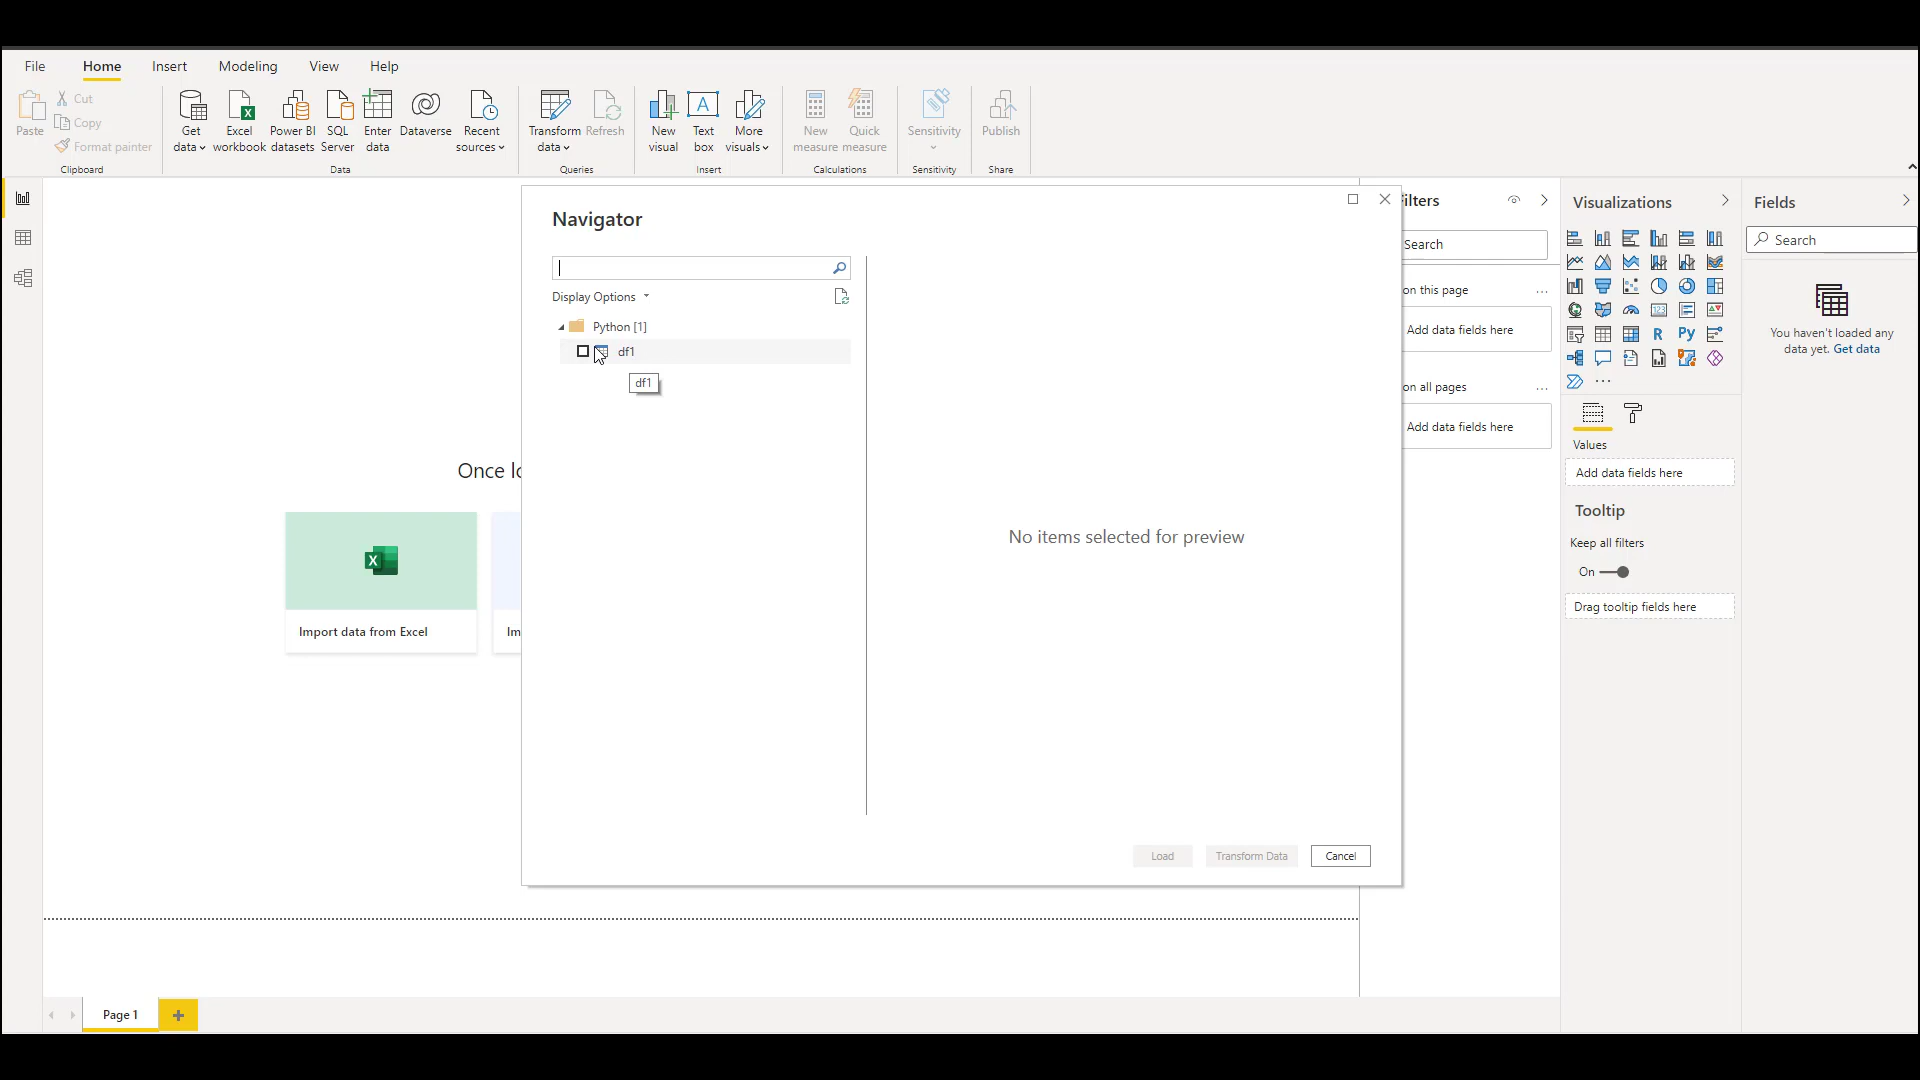 File Home Insert Modeling View Help
Paste
Cut
Copy
Format painter
Clipboard
Get data
Excel workbook
Power BI datasets
SQL Server
Enter data
Dataverse
Recent sources
Data
Transform data
Refresh
Queries
New visual
A
Text box
More visuals
Insert
New measure
Quick measure
Calculations
Sensitivity
Sensitivity
Publish
Share
Navigator
Display Options
Python [1]
df1
df1
No items selected for preview
Load Transform Data Cancel
Once lo
Import data from Excel
Im
ilters
Search
on this page ...
Add data fields here
on all pages ...
Add data fields here
Visualizations
123
R Py
...
Values
Add data fields here
Tooltip
Keep all filters
On
Drag tooltip fields here
Fields
Search
You haven't loaded any
data yet. Get data
Page 1 +